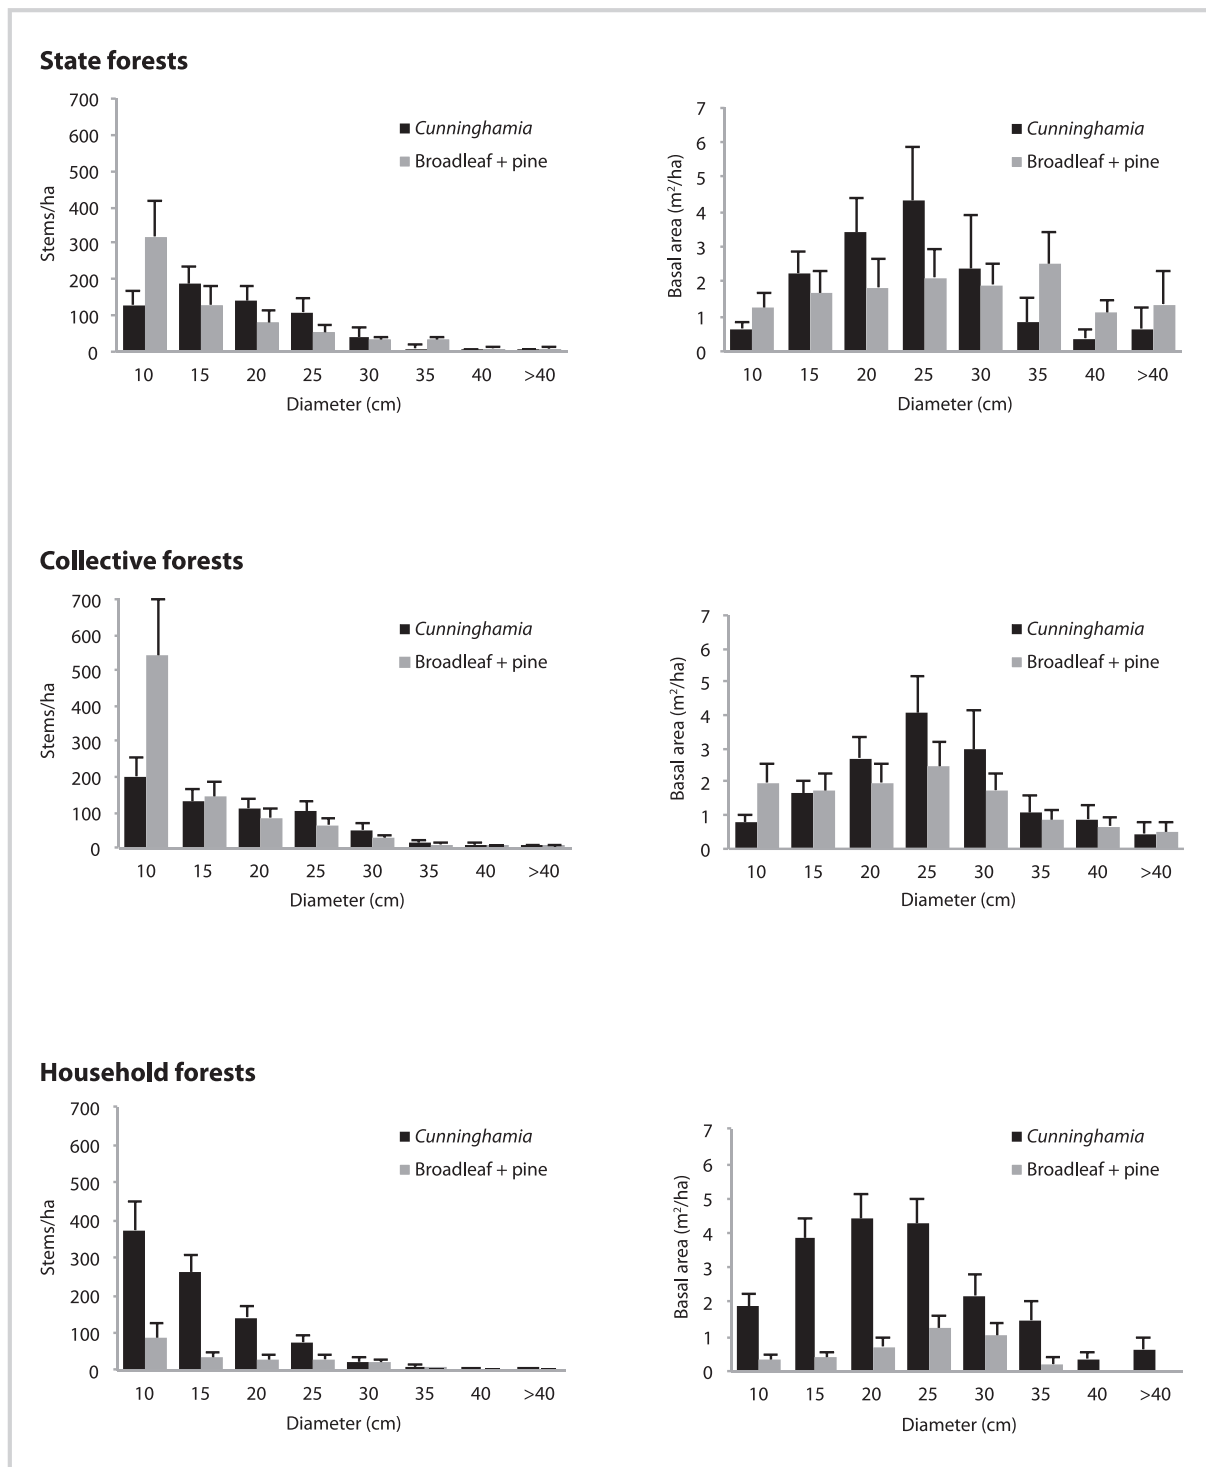 State forests
700
600
500
400
300
200
100
0
Stems/ha
Cunninghamia
Broadleaf + pine
10 15 20 25 30 35 40 >40
Diameter (cm)
7
6
5
4
3
2
1
0
Basal area (m²/ha)
Cunninghamia
Broadleaf + pine
10 15 20 25 30 35 40 >40
Diameter (cm)
Collective forests
700
600
500
400
300
200
100
0
Stems/ha
Cunninghamia
Broadleaf + pine
10 15 20 25 30 35 40 >40
Diameter (cm)
7
6
5
4
3
2
1
0
Basal area (m²/ha)
Cunninghamia
Broadleaf + pine
10 15 20 25 30 35 40 >40
Diameter (cm)
Household forests
700
600
500
400
300
200
100
0
Stems/ha
Cunninghamia
Broadleaf + pine
10 15 20 25 30 35 40 >40
Diameter (cm)
7
6
5
4
3
2
1
0
Basal area (m²/ha)
Cunninghamia
Broadleaf + pine
10 15 20 25 30 35 40 >40
Diameter (cm)